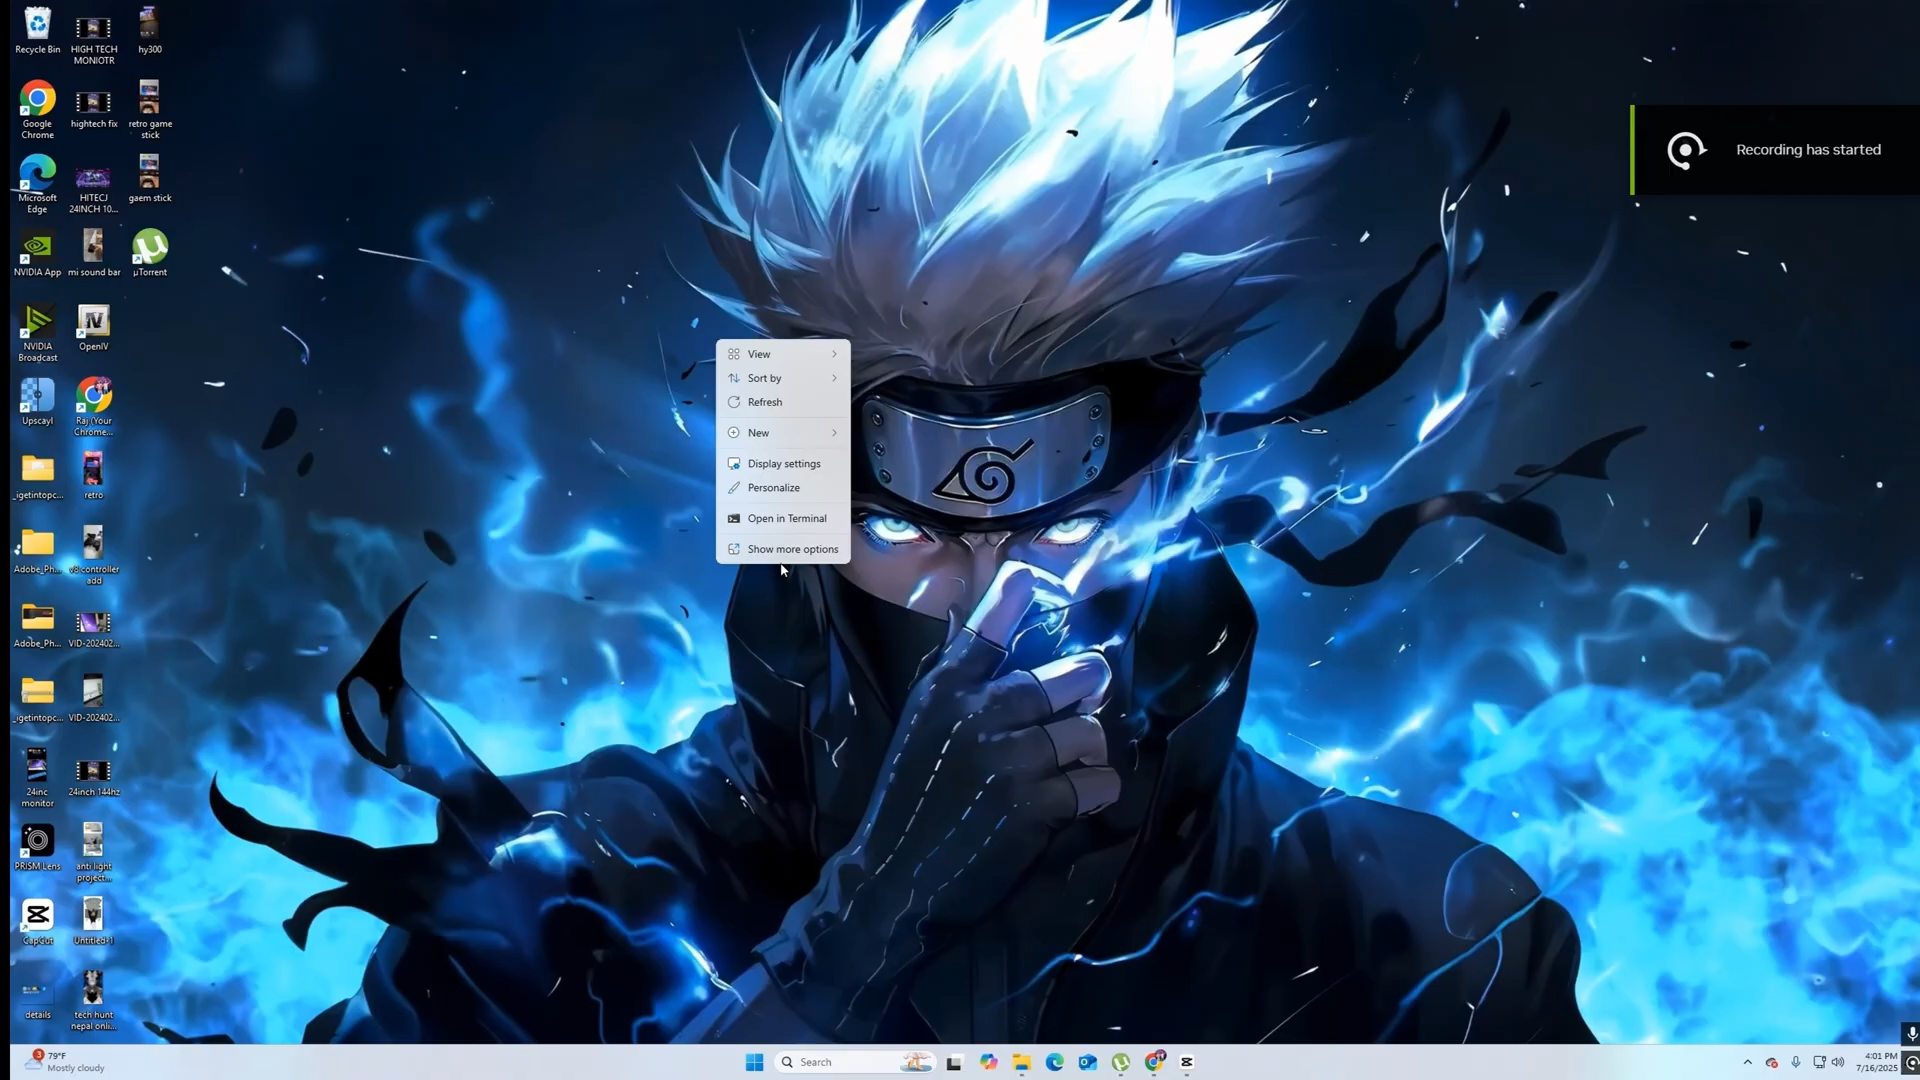 Recycle Bin
HIGH TECH
MONIOTR
hy300
Google
Chrome
hightech fix
retro game
stick
Microsoft
Edge
HITECJ
24INCH 10...
gaem stick
NVIDIA App
mi sound bar
µTorrent
NVIDIA
Broadcast
OpenIV
Upscayl
Raj (Your
Chrome...
_igetintopc...
retro
Adobe_Ph...
v8 controller
add
Adobe_Ph...
VID-202402...
_igetintopc...
VID-202402...
24inc
monitor
24inch 144hz
PRISM Lens
anti light
project...
CapCut
Untitled-1
details
tech hunt
nepal onli...
View
Sort by
Refresh
New
Display settings
Personalize
Open in Terminal
Show more options
Recording has started
3
79°F
Mostly cloudy
Search
4:01 PM
7/16/2025